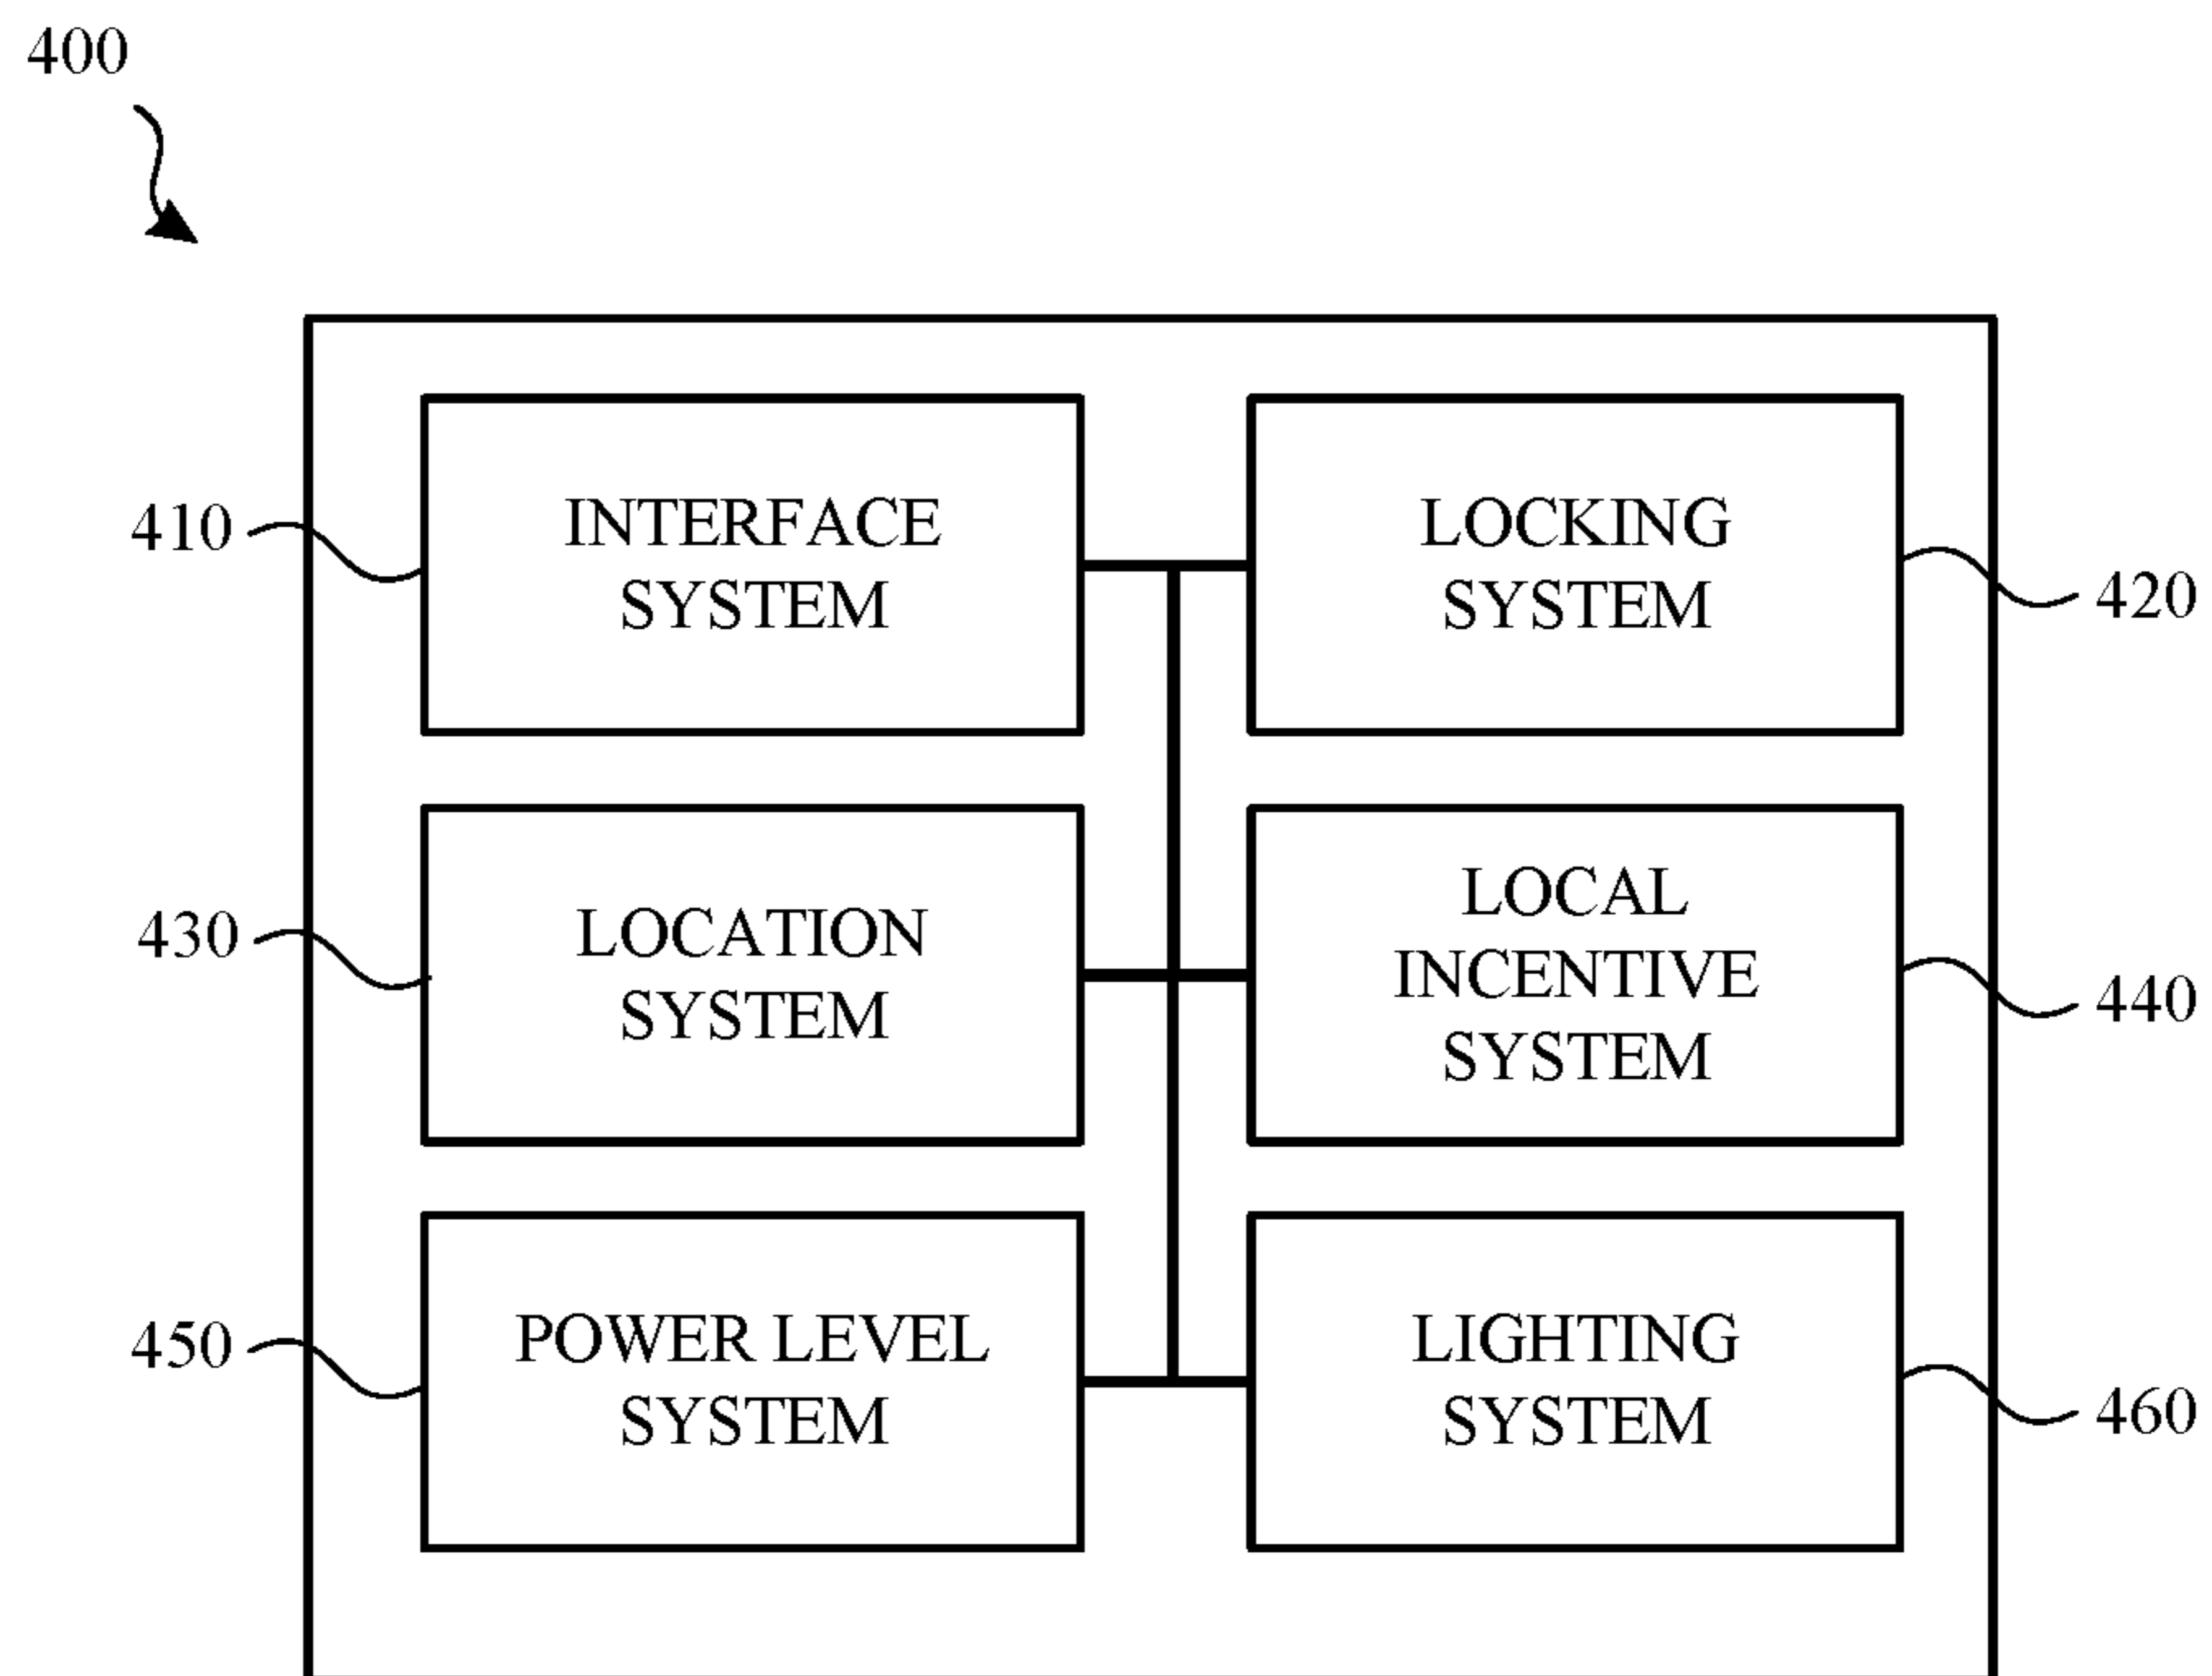 400
INTERFACE
SYSTEM
410
LOCKING
SYSTEM
420
LOCATION
SYSTEM
430
LOCAL
INCENTIVE
SYSTEM
440
POWER LEVEL
SYSTEM
450
LIGHTING
SYSTEM
460